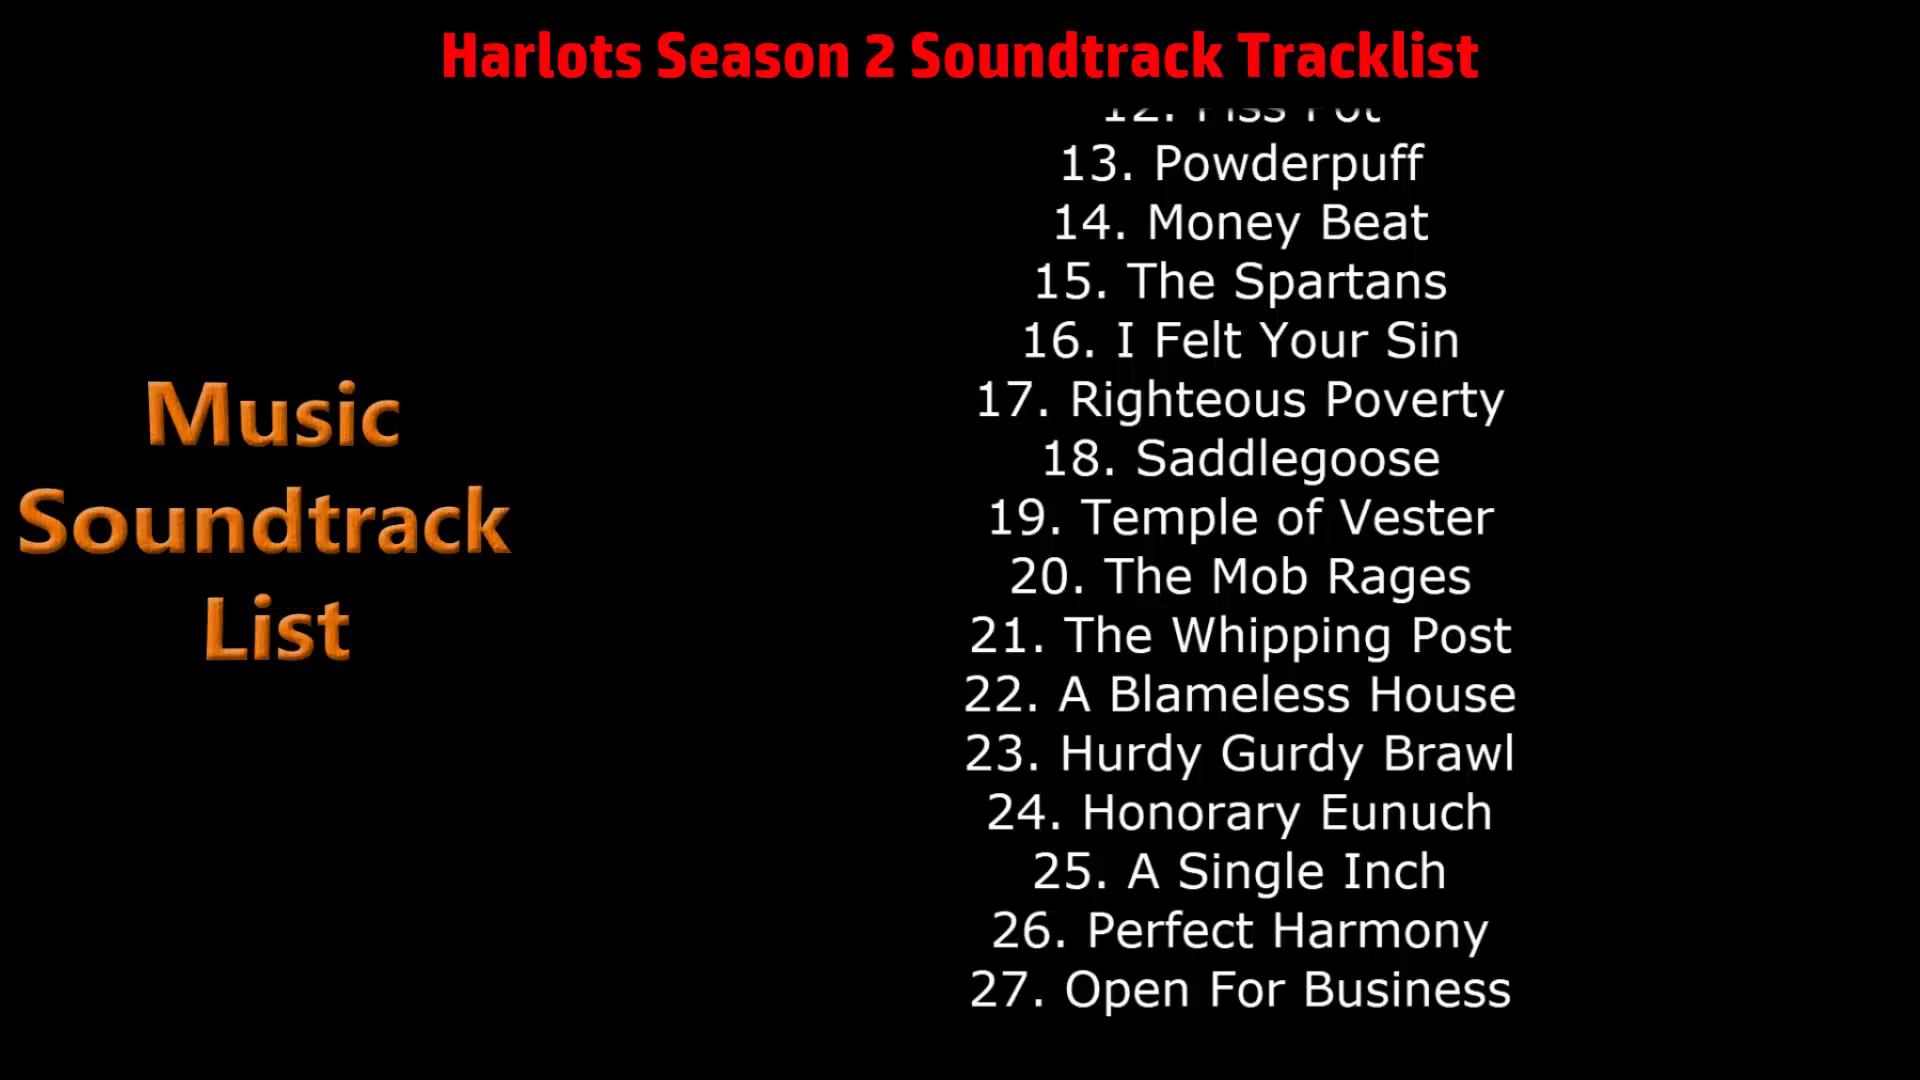 Harlots Season 2 Soundtrack Tracklist
12. Piss Pot
13. Powderpuff
14. Money Beat
15. The Spartans
16. I Felt Your Sin
17. Righteous Poverty
18. Saddlegoose
19. Temple of Vester
20. The Mob Rages
21. The Whipping Post
22. A Blameless House
23. Hurdy Gurdy Brawl
24. Honorary Eunuch
25. A Single Inch
26. Perfect Harmony
27. Open For Business
Music
Soundtrack
List